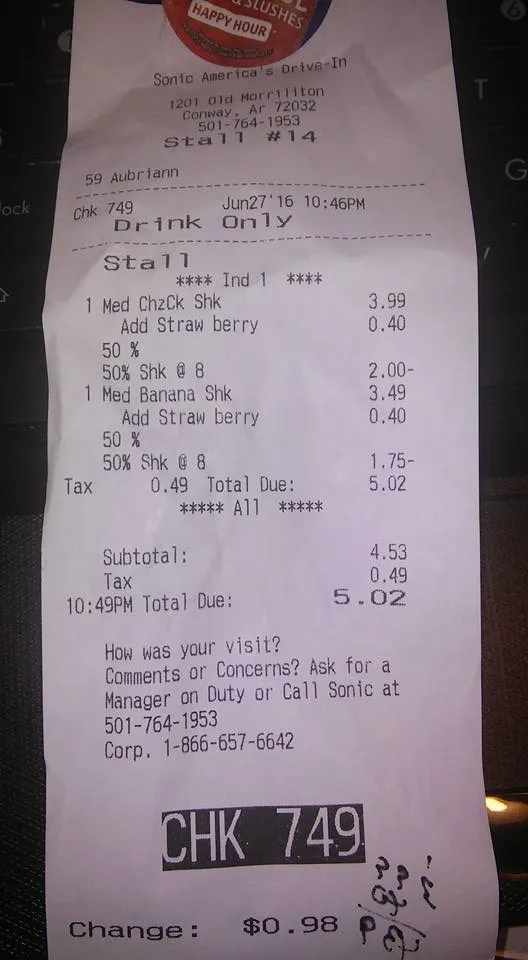 & SLUSHES
HAPPY HOUR
Sonic America's Drive-In
1201 Old Morriliton
Conway, Ar 72032
501-764-1953
Stall #14
59 Aubriann
Chk 749 Jun27'16 10:46PM
Drink Only
Stall
**** Ind 1 ****
1 Med ChzCk Shk 3.99
Add Straw berry 0.40
50 %
50% Shk @ 8 2.00-
1 Med Banana Shk 3.49
Add Straw berry 0.40
50 %
50% Shk @ 8 1.75-
Tax 0.49 Total Due: 5.02
***** All *****
Subtotal: 4.53
Tax 0.49
10:49PM Total Due: 5.02
How was your visit?
Comments or Concerns? Ask for a
Manager on Duty or Call Sonic at
501-764-1953
Corp. 1-866-657-6642
CHK 749
Change: $0.98